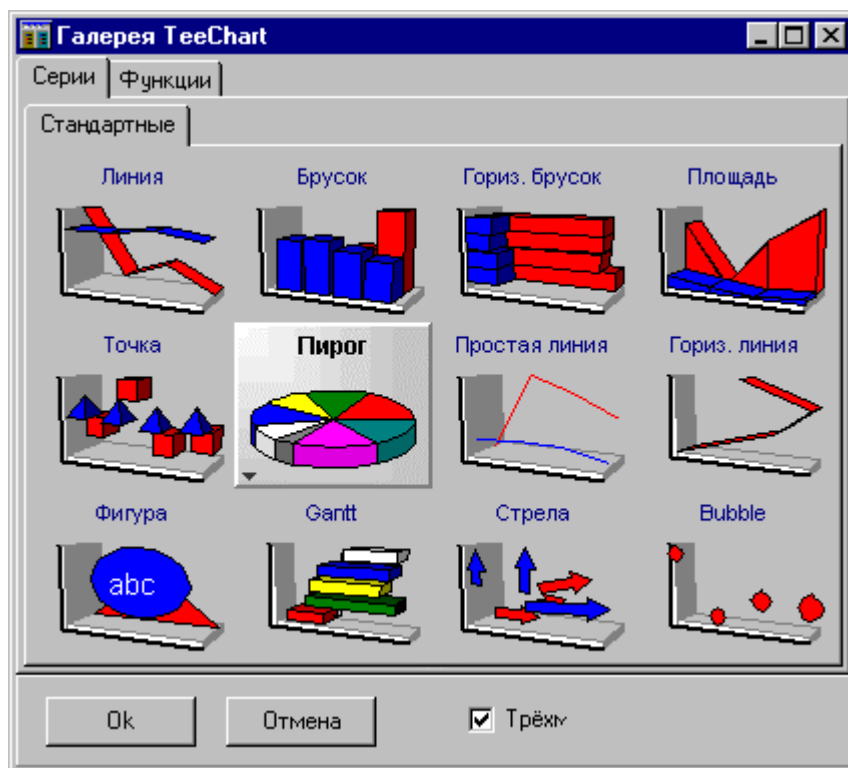 Галерея TeeChart
Серии Функции
Стандартные
Линия Брусок Гориз. брусок Площадь
Точка Пирог Простая линия Гориз. линия
Фигура Gantt Стрела Bubble
abc
Ok Отмена Трёхм